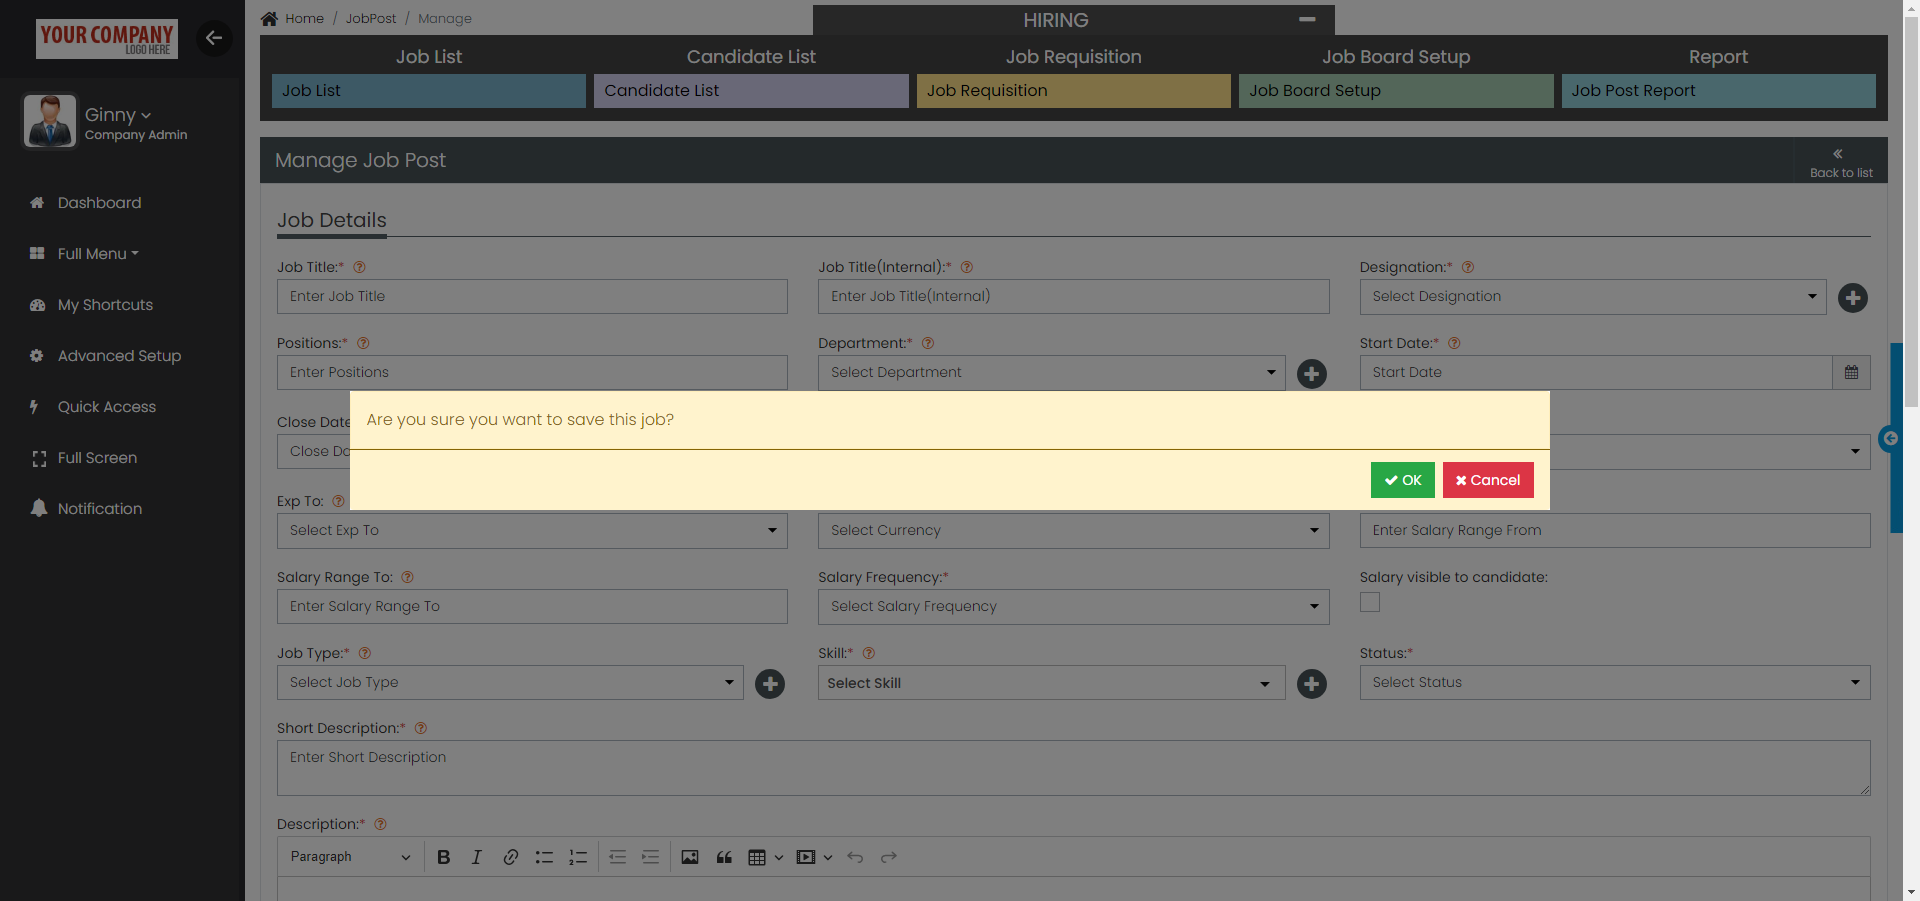 YOUR COMPANY
LOGO HERE
Ginny
Company Admin
Dashboard
Full Menu
My Shortcuts
Advanced Setup
Quick Access
Full Screen
Notification
Home / JobPost / Manage
HIRING
Job List
Candidate List
Job Requisition
Job Board Setup
Report
Job List
Candidate List
Job Requisition
Job Board Setup
Job Post Report
Manage Job Post
Back to list
Job Details
Job Title:*
Job Title(Internal):*
Designation:*
Enter Job Title
Enter Job Title(Internal)
Select Designation
Positions:*
Department:*
Start Date:*
Enter Positions
Select Department
Start Date
Close Date
Close Da
Are you sure you want to save this job?
OK
Cancel
Exp To:
Select Exp To
Select Currency
Enter Salary Range From
Salary Range To:
Salary Frequency:*
Salary visible to candidate:
Enter Salary Range To
Select Salary Frequency
Job Type:*
Skill:*
Status:*
Select Job Type
Select Skill
Select Status
Short Description:*
Enter Short Description
Description:*
Paragraph